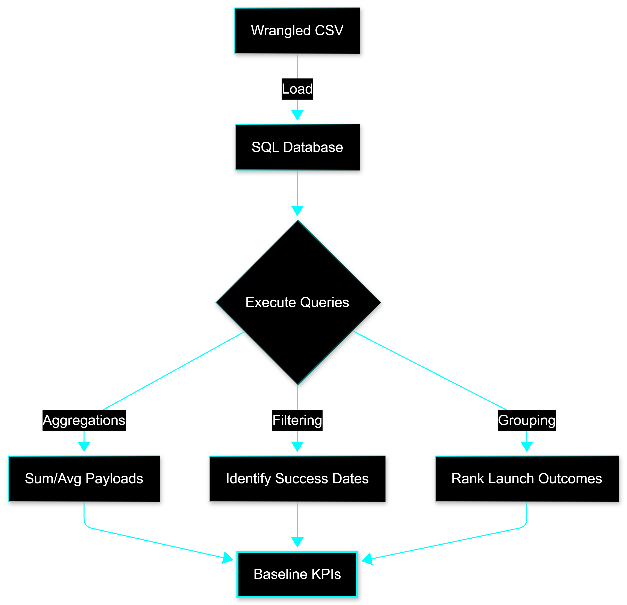 Wrangled CSV
Load
SQL Database
Execute Queries
Aggregations
Filtering
Grouping
Sum/Avg Payloads
Identify Success Dates
Rank Launch Outcomes
Baseline KPIs